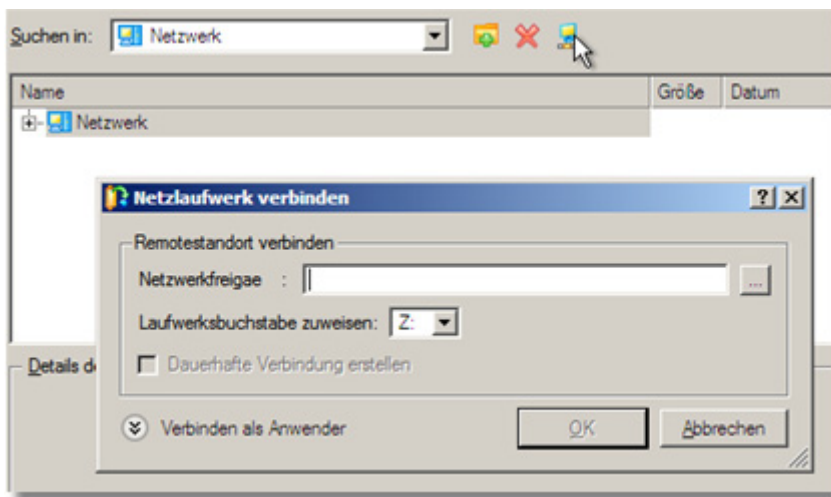 Suchen in: Netzwerk
Name Größe Datum
Netzwerk
Netzlaufwerk verbinden
Remotestandort verbinden
Netzwerkfreigae :
...
Laufwerksbuchstabe zuweisen: Z:
Dauerhafte Verbindung erstellen
Details d
Verbinden als Anwender OK Abbrechen